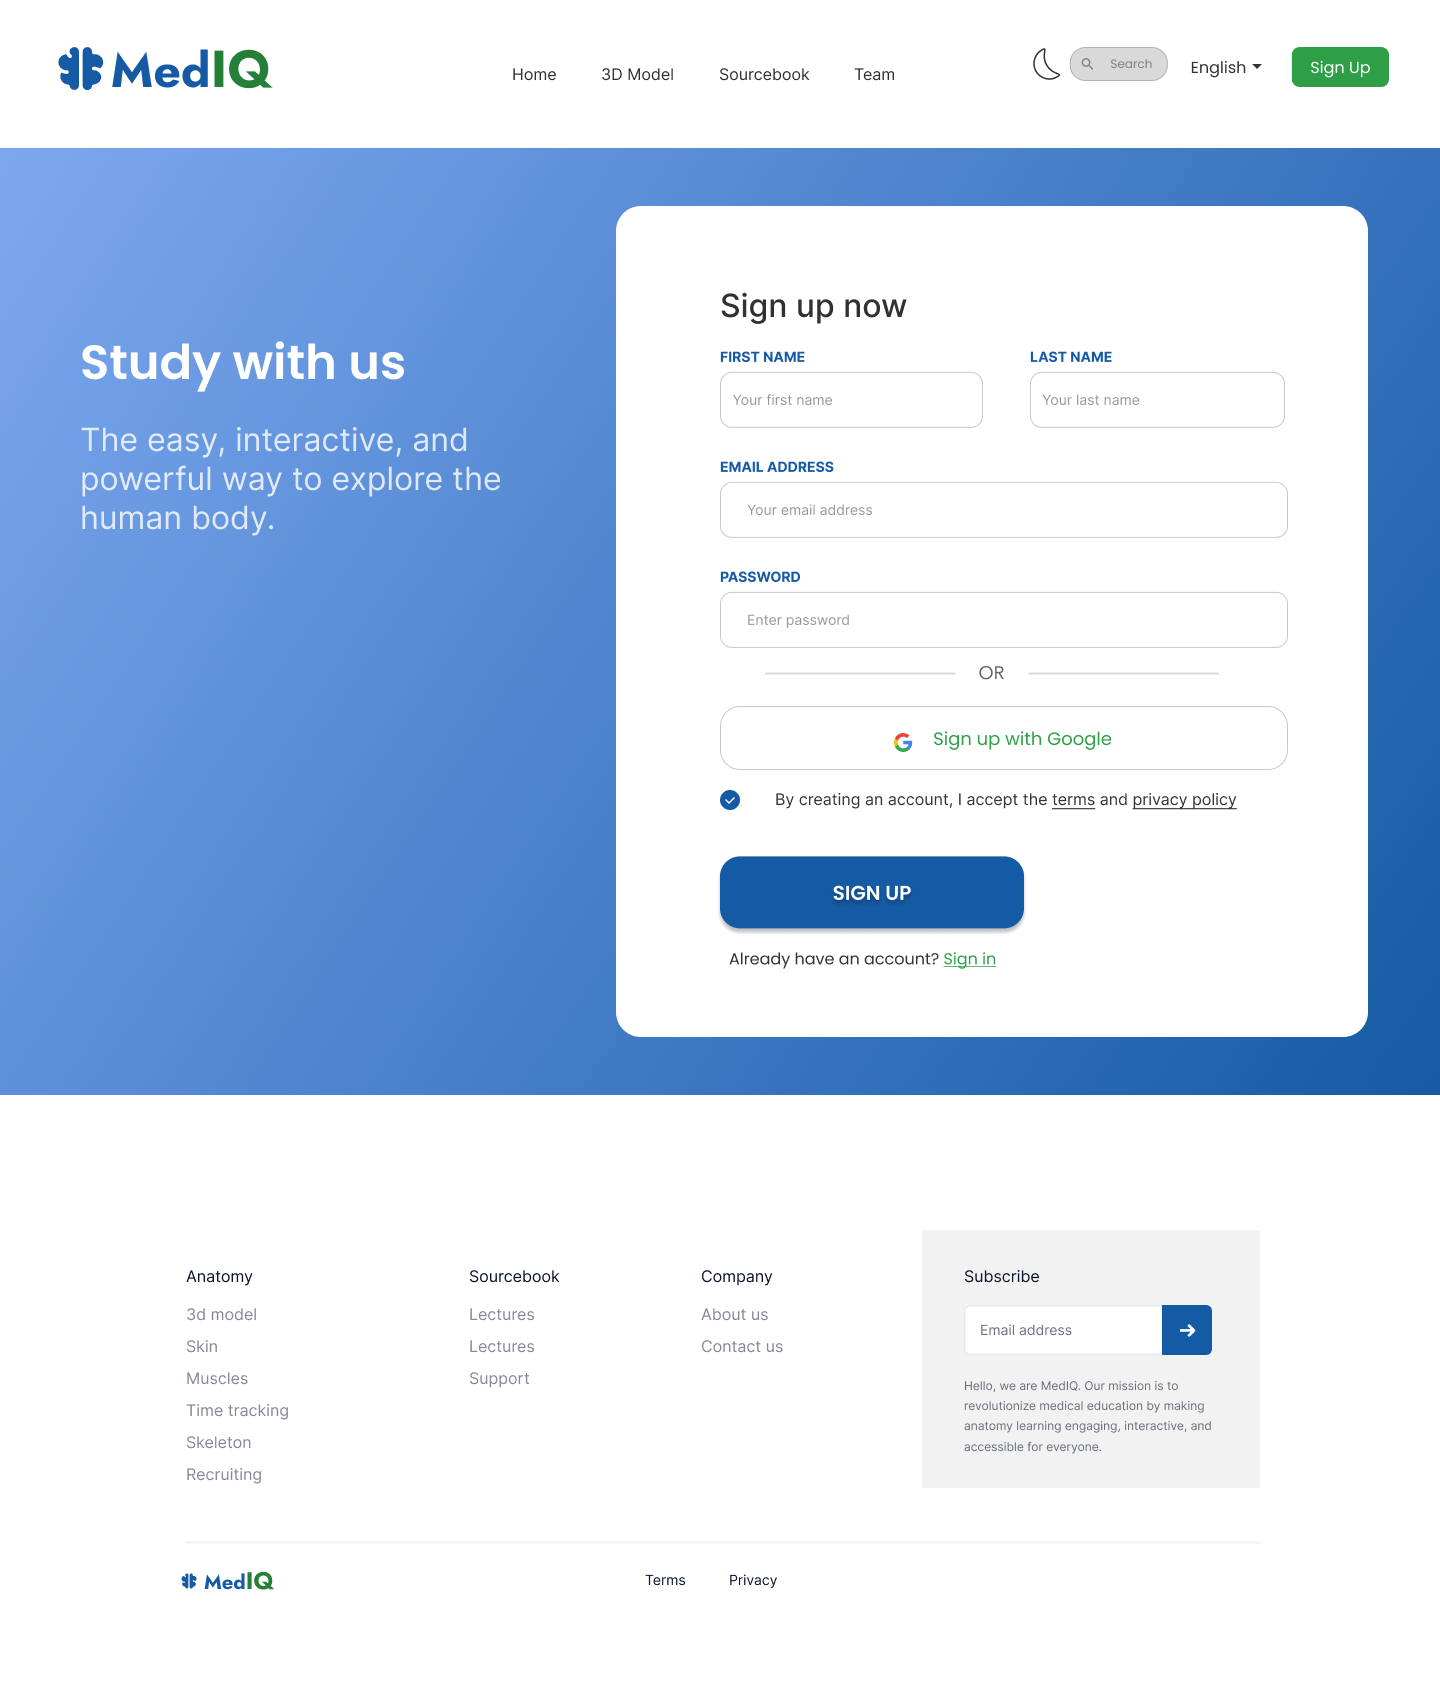 MedIQ
Home 3D Model Sourcebook Team
Search
English
Sign Up
Study with us
The easy, interactive, and
powerful way to explore the
human body.
Sign up now
FIRST NAME
Your first name
LAST NAME
Your last name
EMAIL ADDRESS
Your email address
PASSWORD
Enter password
OR
Sign up with Google
By creating an account, I accept the terms and privacy policy
SIGN UP
Already have an account? Sign in
Anatomy
3d model
Skin
Muscles
Time tracking
Skeleton
Recruiting
Sourcebook
Lectures
Lectures
Support
Company
About us
Contact us
Subscribe
Email address
Hello, we are MedIQ. Our mission is to
revolutionize medical education by making
anatomy learning engaging, interactive, and
accessible for everyone.
MedIQ
Terms Privacy